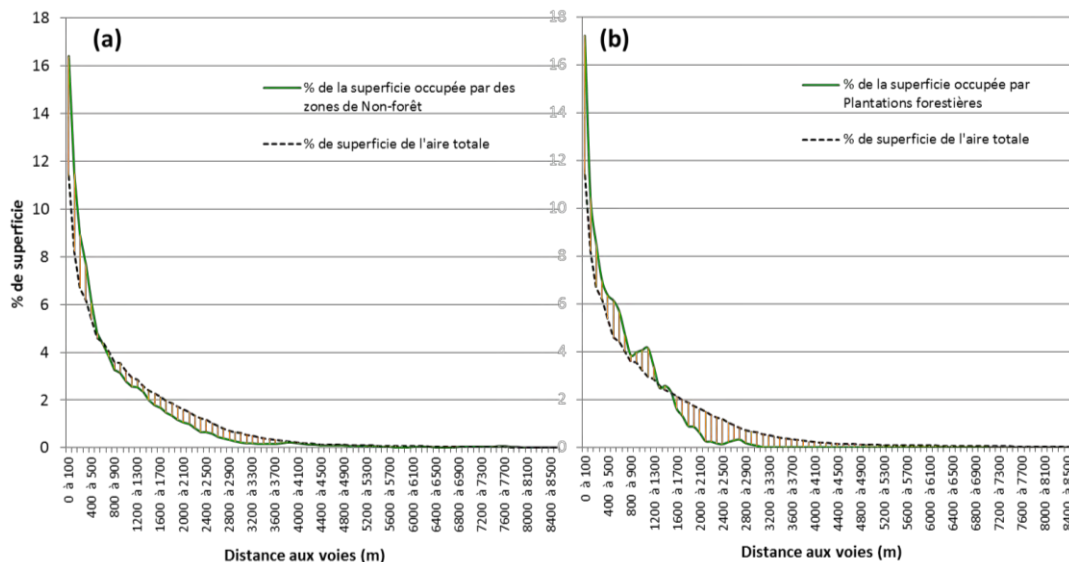 (a)
% de la superficie occupée par des
zones de Non-forêt
% de superficie de l'aire totale
% de superficie
18
16
14
12
10
8
6
4
2
0
0 à 100
400 à 500
800 à 900
1200 à 1300
1600 à 1700
2000 à 2100
2400 à 2500
2800 à 2900
3200 à 3300
3600 à 3700
4000 à 4100
4400 à 4500
4800 à 4900
5200 à 5300
5600 à 5700
6000 à 6100
6400 à 6500
6800 à 6900
7200 à 7300
7600 à 7700
8000 à 8100
8400 à 8500
Distance aux voies (m)
(b)
% de la superficie occupée par
Plantations forestières
% de superficie de l'aire totale
18
16
14
12
10
8
6
4
2
0
0 à 100
400 à 500
800 à 900
1200 à 1300
1600 à 1700
2000 à 2100
2400 à 2500
2800 à 2900
3200 à 3300
3600 à 3700
4000 à 4100
4400 à 4500
4800 à 4900
5200 à 5300
5600 à 5700
6000 à 6100
6400 à 6500
6800 à 6900
7200 à 7300
7600 à 7700
8000 à 8100
8400 à 8500
Distance aux voies (m)